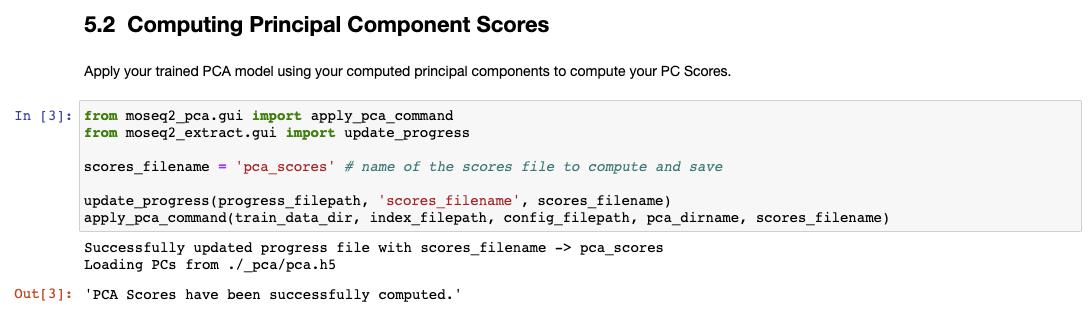 5.2 Computing Principal Component Scores
Apply your trained PCA model using your computed principal components to compute your PC Scores.
In [3]: from moseq2_pca.gui import apply_pca_command
from moseq2_extract.gui import update_progress
scores_filename = 'pca_scores' # name of the scores file to compute and save
update_progress(progress_filepath, 'scores_filename', scores_filename)
apply_pca_command(train_data_dir, index_filepath, config_filepath, pca_dirname, scores_filename)
Successfully updated progress file with scores_filename -> pca_scores
Loading PCs from ./_pca/pca.h5
Out[3]: 'PCA Scores have been successfully computed.'